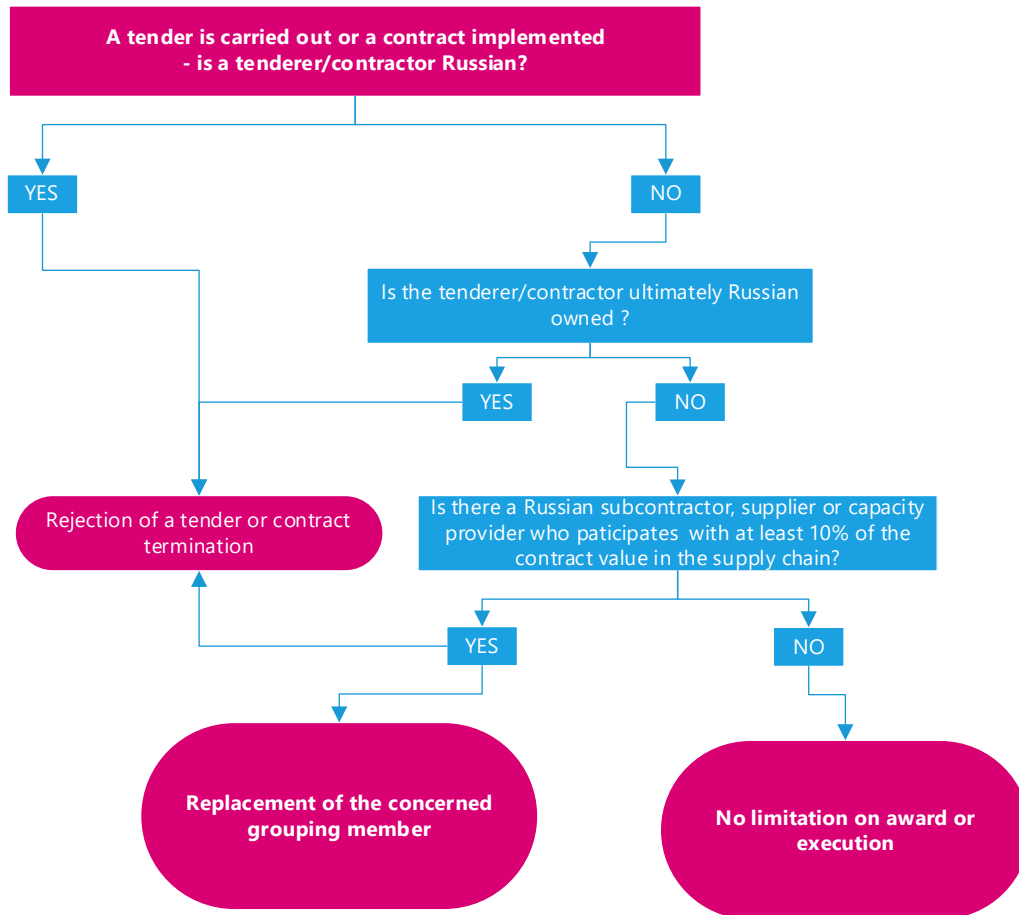 A tender is carried out or a contract implemented
- is a tenderer/contractor Russian?
YES
NO
Is the tenderer/contractor ultimately Russian
owned ?
YES
NO
Rejection of a tender or contract
termination
Is there a Russian subcontractor, supplier or capacity
provider who paticipates with at least 10% of the
contract value in the supply chain?
YES
NO
Replacement of the concerned
grouping member
No limitation on award or
execution